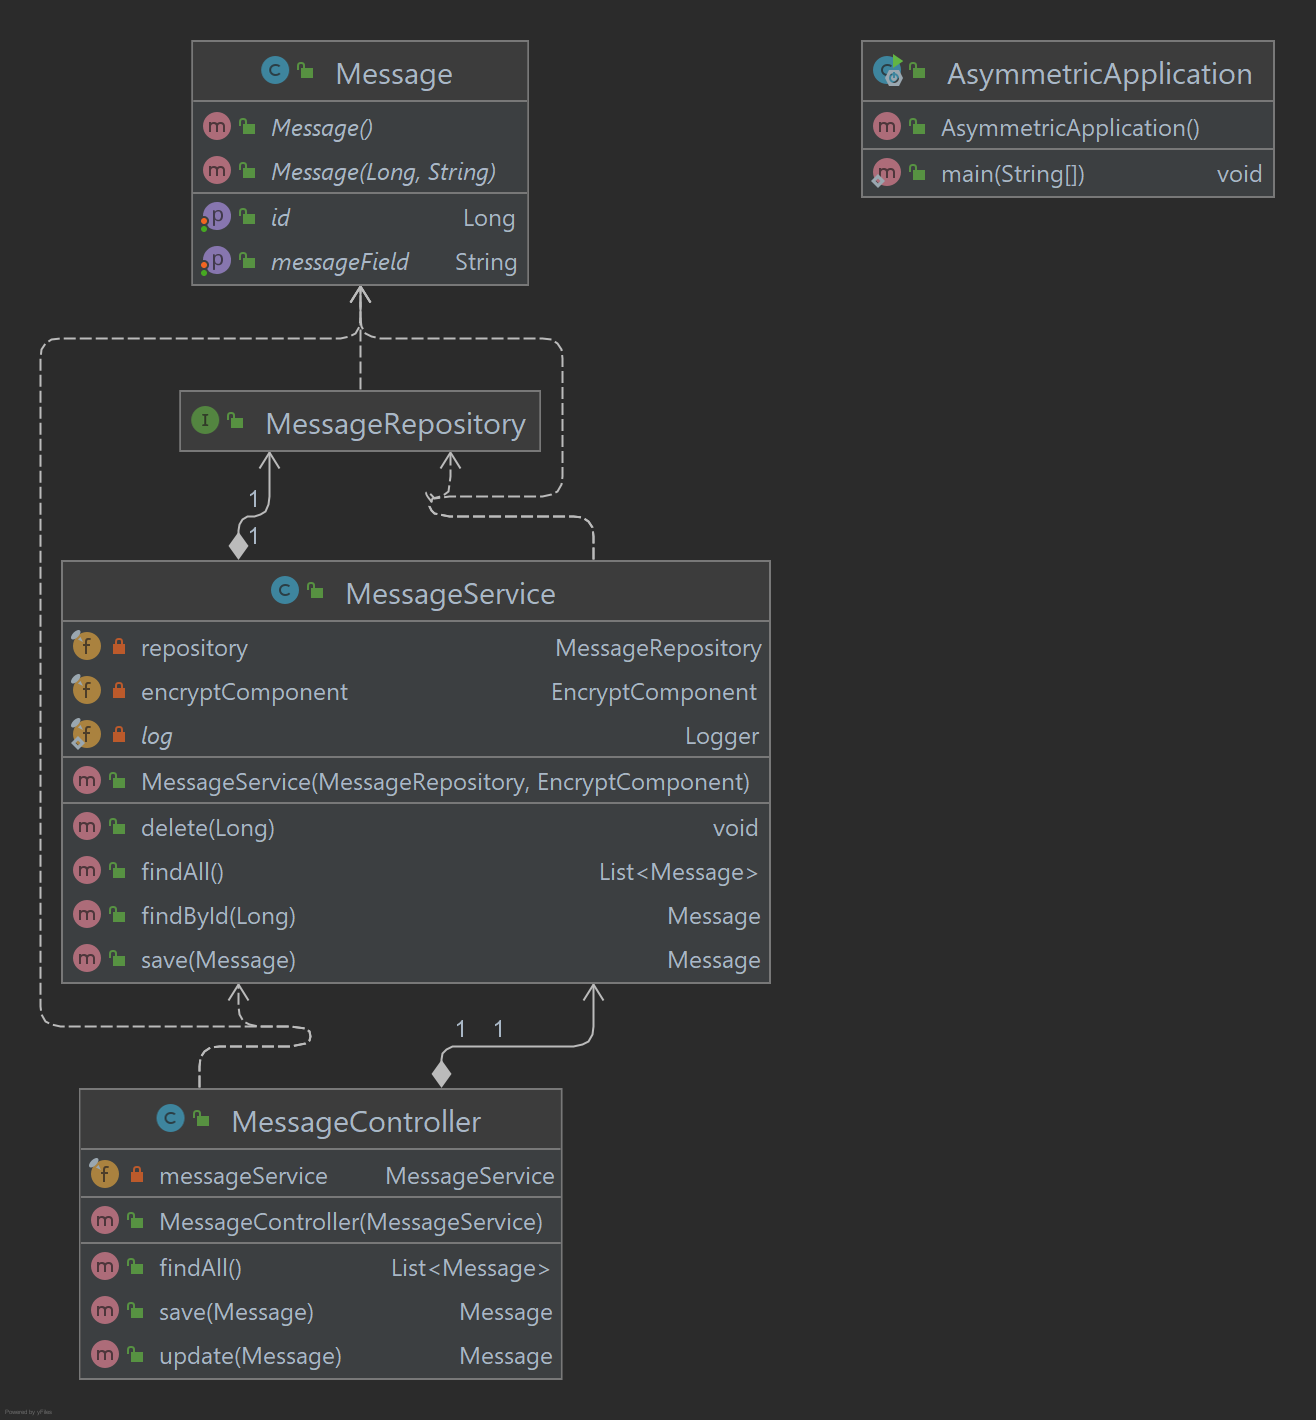 Message
Message()
Message(Long, String)
id Long
messageField String
AsymmetricApplication
AsymmetricApplication()
main(String[]) void
MessageRepository
1
1
MessageService
repository MessageRepository
encryptComponent EncryptComponent
log Logger
MessageService(MessageRepository, EncryptComponent)
delete(Long) void
findAll() List<Message>
findById(Long) Message
save(Message) Message
1 1
MessageController
messageService MessageService
MessageController(MessageService)
findAll() List<Message>
save(Message) Message
update(Message) Message
Powered by yFiles